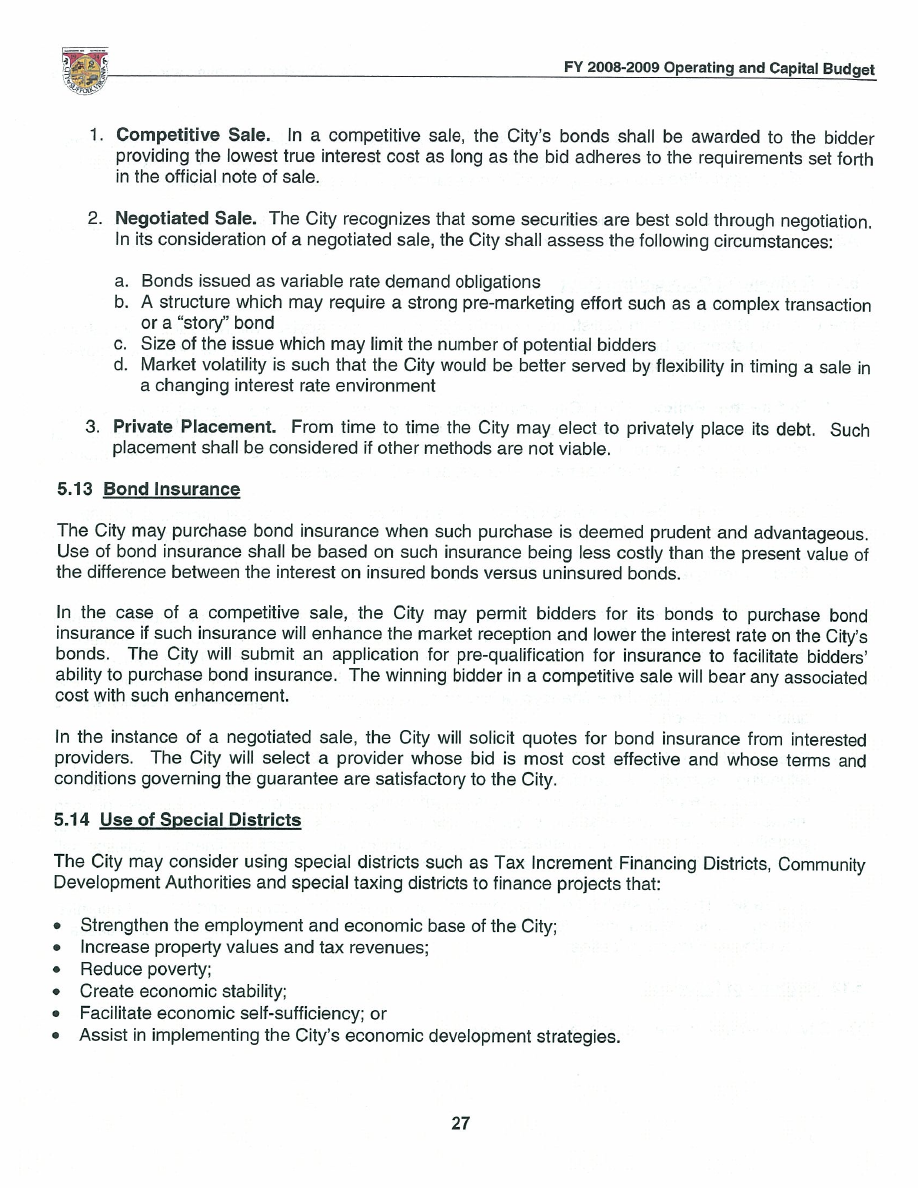 FY 2008-2009 Operating and Capital Budget
1. Competitive Sale. In a competitive sale, the City's bonds shall be awarded to the bidder
providing the lowest true interest cost as long as the bid adheres to the requirements set forth
in the official note of sale.
2. Negotiated Sale. The City recognizes that some securities are best sold through negotiation.
In its consideration of a negotiated sale, the City shall assess the following circumstances:
a. Bonds issued as variable rate demand obligations
b. A structure which may require a strong pre-marketing effort such as a complex transaction
or a "story" bond
c. Size of the issue which may limit the number of potential bidders
d. Market volatility is such that the City would be better served by flexibility in timing a sale in
a changing interest rate environment
3. Private Placement. From time to time the City may elect to privately place its debt. Such
placement shall be considered if other methods are not viable.
5.13 Bond Insurance
The City may purchase bond insurance when such purchase is deemed prudent and advantageous.
Use of bond insurance shall be based on such insurance being less costly than the present value of
the difference between the interest on insured bonds versus uninsured bonds.
In the case of a competitive sale, the City may permit bidders for its bonds to purchase bond
insurance if such insurance will enhance the market reception and lower the interest rate on the City's
bonds. The City will submit an application for pre-qualification for insurance to facilitate bidders'
ability to purchase bond insurance. The winning bidder in a competitive sale will bear any associated
cost with such enhancement.
In the instance of a negotiated sale, the City will solicit quotes for bond insurance from interested
providers. The City will select a provider whose bid is most cost effective and whose terms and
conditions governing the guarantee are satisfactory to the City.
5.14 Use of Special Districts
The City may consider using special districts such as Tax Increment Financing Districts, Community
Development Authorities and special taxing districts to finance projects that:
• Strengthen the employment and economic base of the City;
• Increase property values and tax revenues;
• Reduce poverty;
• Create economic stability;
• Facilitate economic self-sufficiency; or
• Assist in implementing the City's economic development strategies.
27